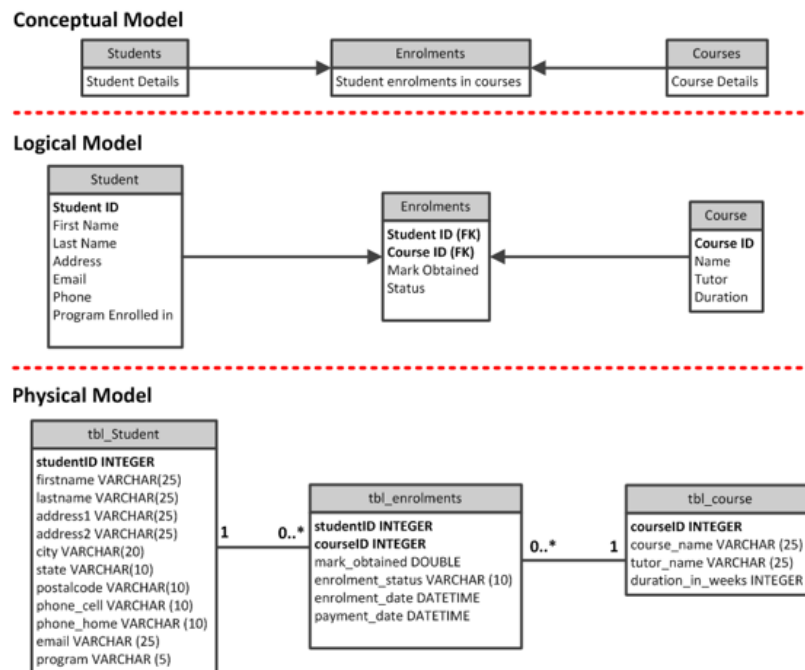 Conceptual Model
Students
Student Details
Enrolments
Student enrolments in courses
Courses
Course Details
Logical Model
Student
Student ID
First Name
Last Name
Address
Email
Phone
Program Enrolled in
Enrolments
Student ID (FK)
Course ID (FK)
Mark Obtained
Status
Course
Course ID
Name
Tutor
Duration
Physical Model
tbl_Student
studentID INTEGER
firstname VARCHAR(25)
lastname VARCHAR(25)
address1 VARCHAR(25)
address2 VARCHAR(25)
city VARCHAR(20)
state VARCHAR(10)
postalcode VARCHAR(10)
phone_cell VARCHAR (10)
phone_home VARCHAR (10)
email VARCHAR (25)
program VARCHAR (5)
1
0..*
tbl_enrolments
studentID INTEGER
courseID INTEGER
mark_obtained DOUBLE
enrolment_status VARCHAR (10)
enrolment_date DATETIME
payment_date DATETIME
0..*
1
tbl_course
courseID INTEGER
course_name VARCHAR (25)
tutor_name VARCHAR (25)
duration_in_weeks INTEGER